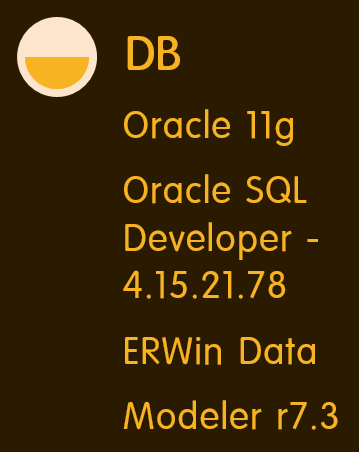 DB
Oracle 11g
Oracle SQL
Developer -
4.15.21.78
ERWin Data
Modeler r7.3